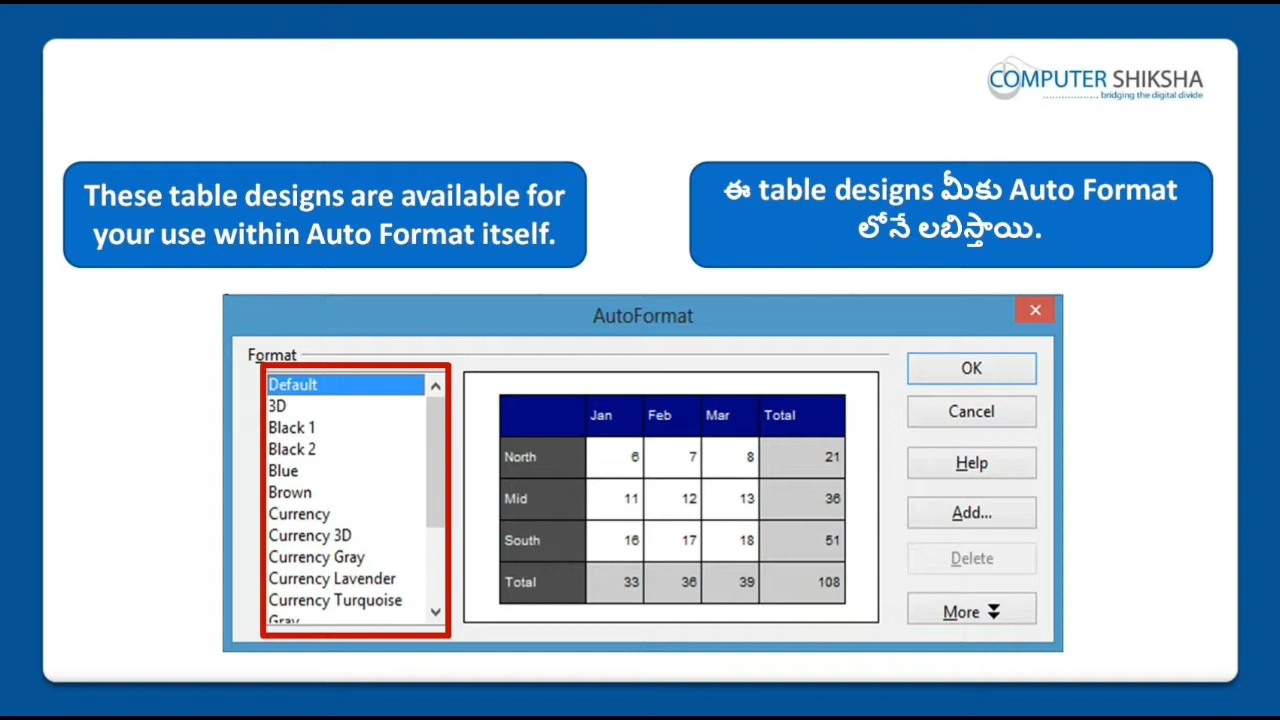 COMPUTER SHIKSHA
bridging the digital divide
These table designs are available for
your use within Auto Format itself.
ఈ table designs మీకు Auto Format
లోనే లబిస్తాయి.
AutoFormat
Format
Default
3D
Black 1
Black 2
Blue
Brown
Currency
Currency 3D
Currency Gray
Currency Lavender
Currency Turquoise
Gray
Jan Feb Mar Total
North 6 7 8 21
Mid 11 12 13 36
South 16 17 18 51
Total 33 36 39 108
OK
Cancel
Help
Add...
Delete
More